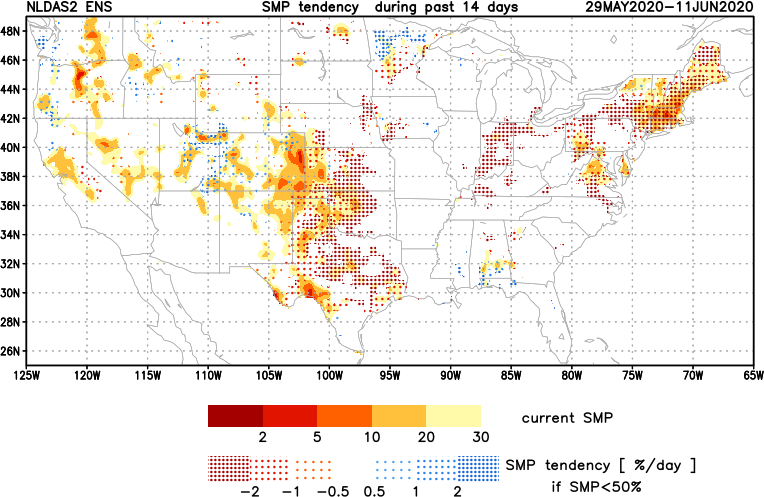 NLDAS2 ENS SMP tendency during past 14 days 29MAY2020-11JUN2020
48N
46N
44N
42N
40N
38N
36N
34N
32N
30N
28N
26N
125W 120W 115W 110W 105W 100W 95W 90W 85W 80W 75W 70W 65W
current SMP
2 5 10 20 30
SMP tendency [ %/day ]
if SMP<50%
-2 -1 -0.5 0.5 1 2